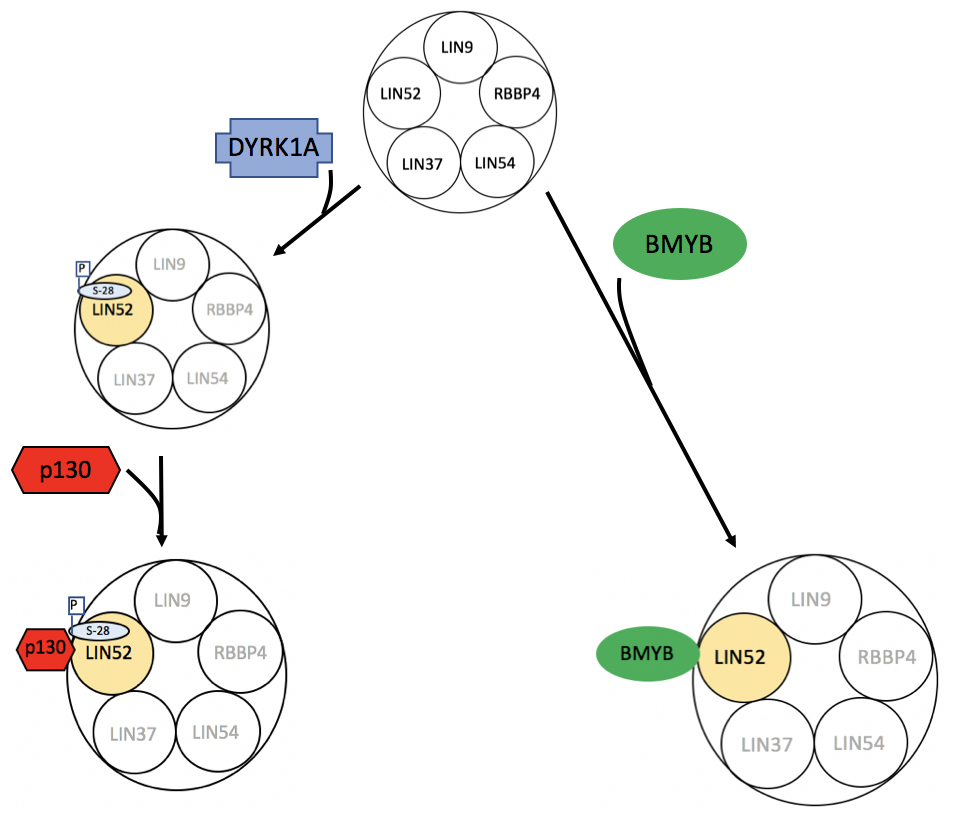 LIN9
LIN52
RBBP4
LIN37
LIN54
DYRK1A
BMYB
P
S-28
LIN9
LIN52
RBBP4
LIN37
LIN54
p130
P
S-28
LIN9
p130
LIN52
RBBP4
LIN37
LIN54
BMYB
LIN9
LIN52
RBBP4
LIN37
LIN54